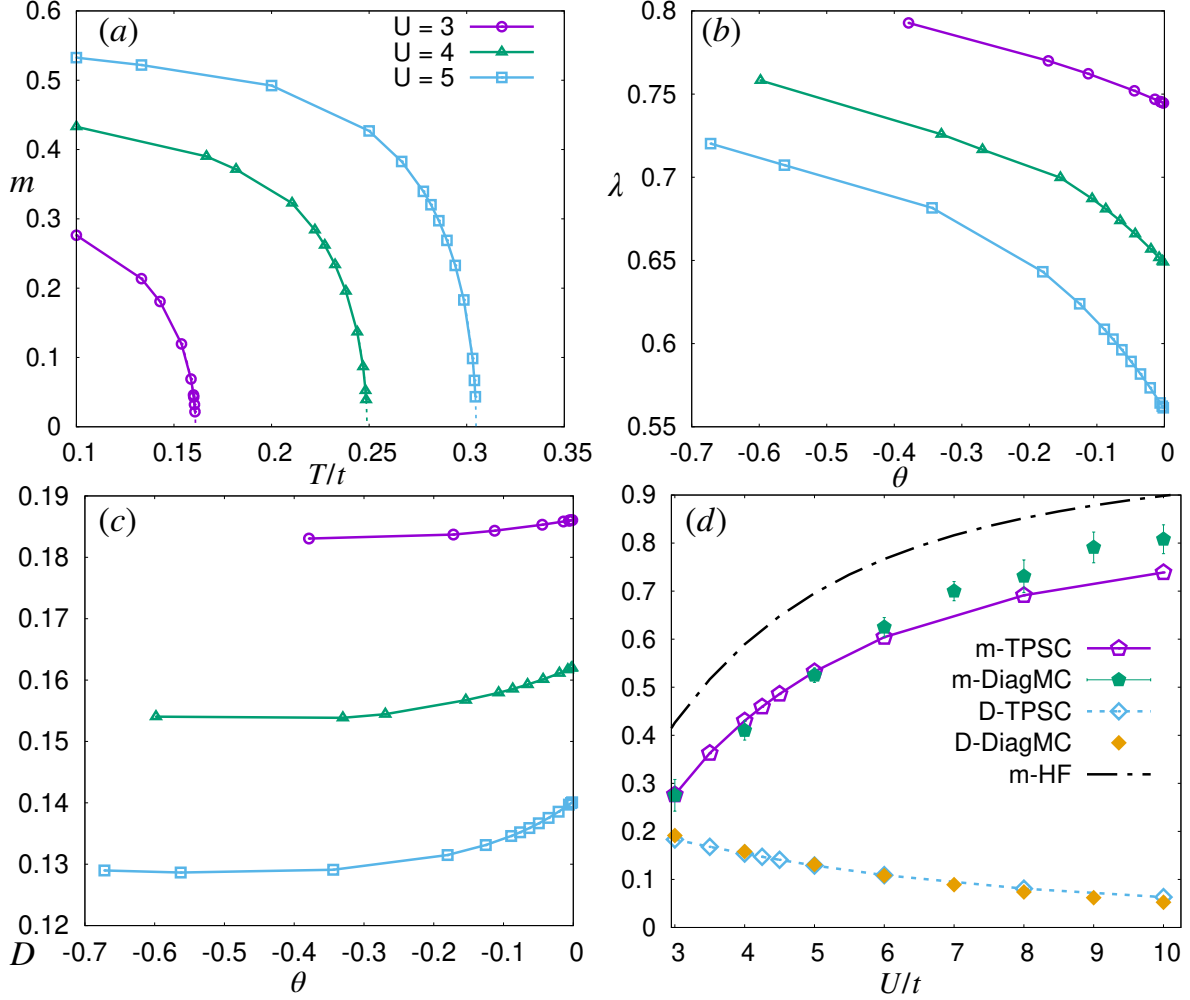 (a)
U = 3
U = 4
U = 5
m
0.6
0.5
0.4
0.3
0.2
0.1
0
0.1 0.15 0.2 0.25 0.3 0.35
T/t
(b)
λ
0.8
0.75
0.7
0.65
0.6
0.55
-0.7 -0.6 -0.5 -0.4 -0.3 -0.2 -0.1 0
θ
(c)
0.19
0.18
0.17
0.16
0.15
0.14
0.13
0.12
D
-0.7 -0.6 -0.5 -0.4 -0.3 -0.2 -0.1 0
θ
(d)
0.9
0.8
0.7
0.6
0.5
0.4
0.3
0.2
0.1
0
m-TPSC
m-DiagMC
D-TPSC
D-DiagMC
m-HF
3 4 5 6 7 8 9 10
U/t